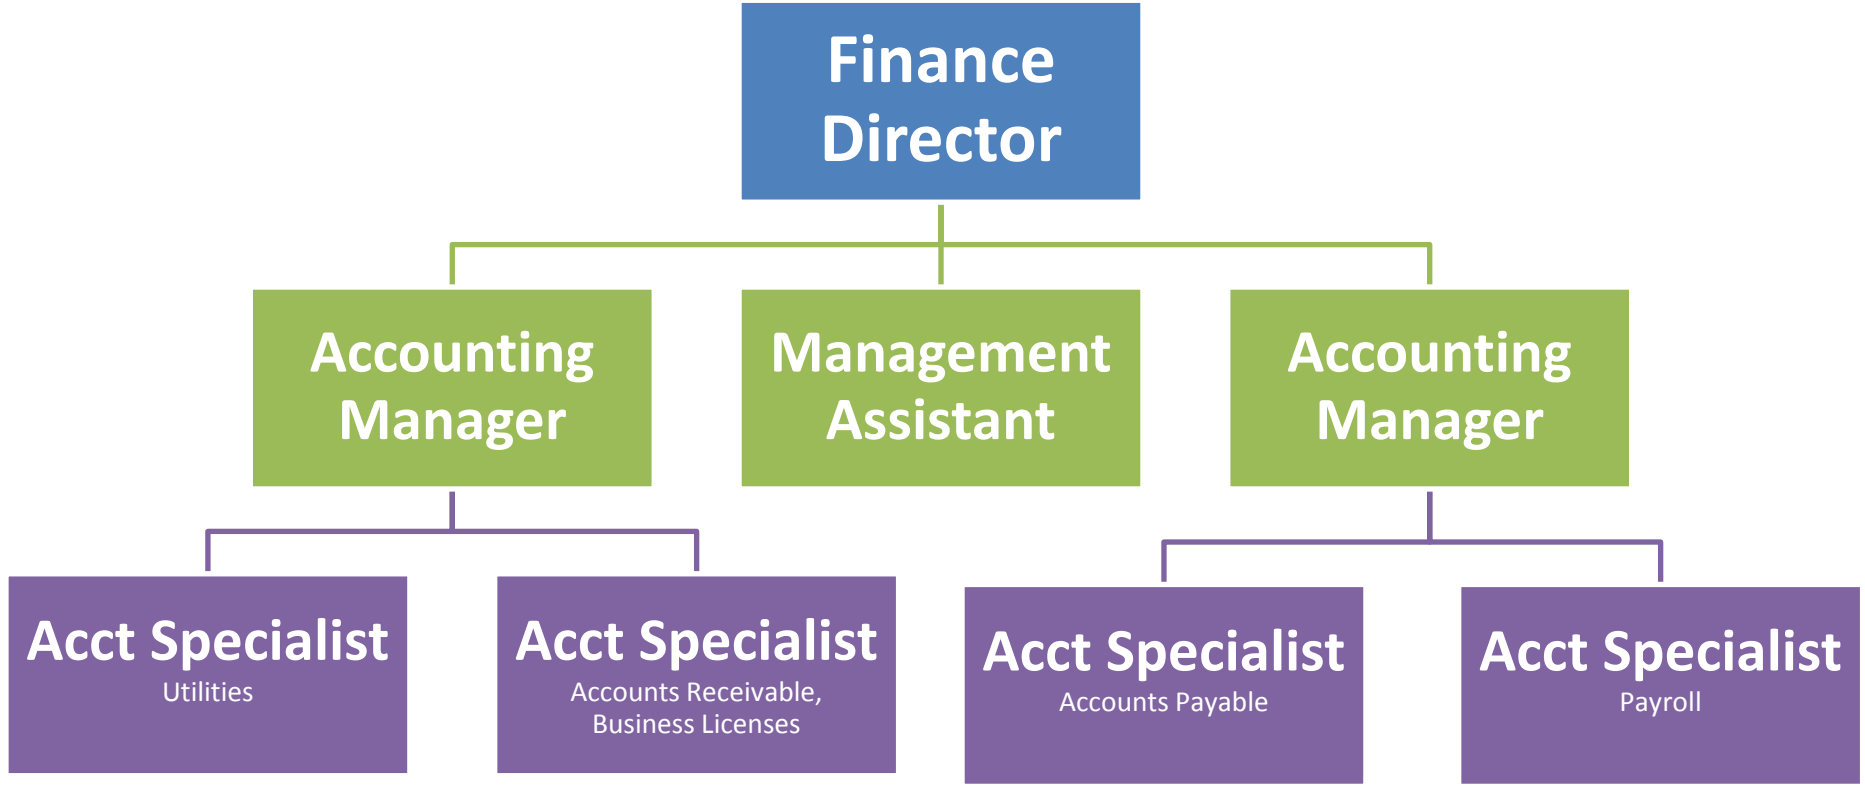 Finance
Director
Accounting
Manager
Management
Assistant
Accounting
Manager
Acct Specialist
Utilities
Acct Specialist
Accounts Receivable,
Business Licenses
Acct Specialist
Accounts Payable
Acct Specialist
Payroll